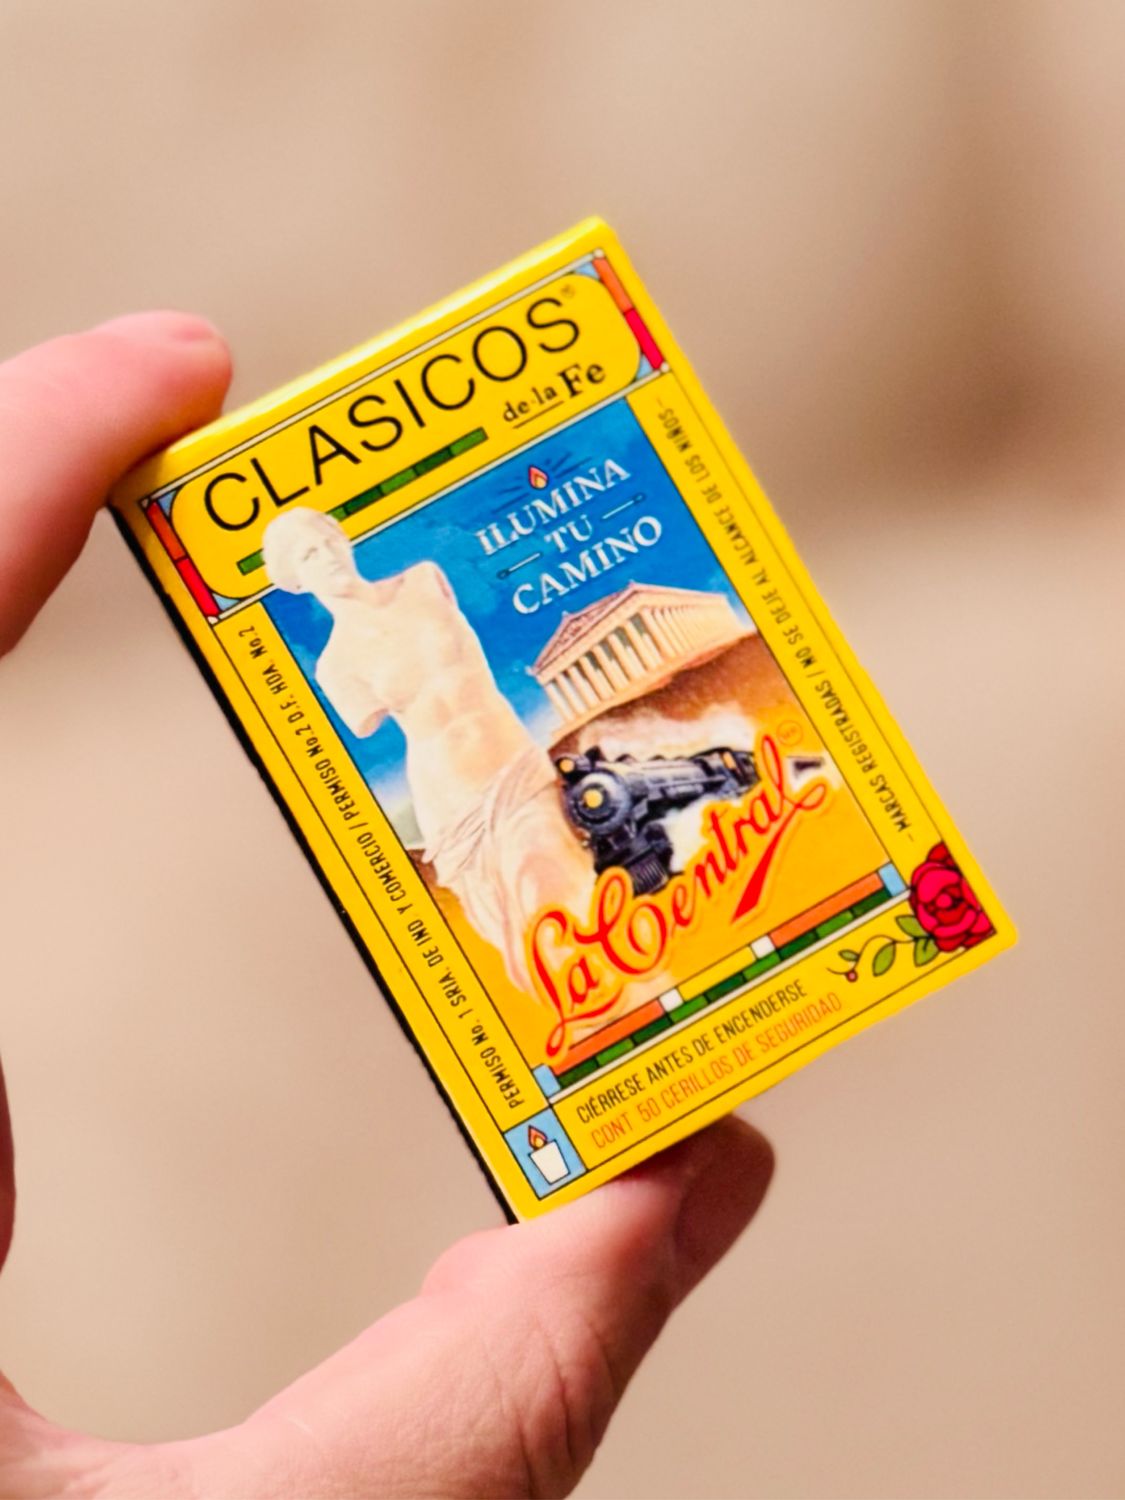 CLASICOS®
de·la Fe
ILUMINA
TU
CAMINO
La Central
MR
PERMISO No. 1 SRIA. DE IND. Y COMERCIO / PERMISO No.2 D.F. HDA. No.2
—MARCAS REGISTRADAS / NO SE DEJE AL ALCANCE DE LOS NIÑOS—
CIÉRRESE ANTES DE ENCENDERSE
CONT. 50 CERILLOS DE SEGURIDAD